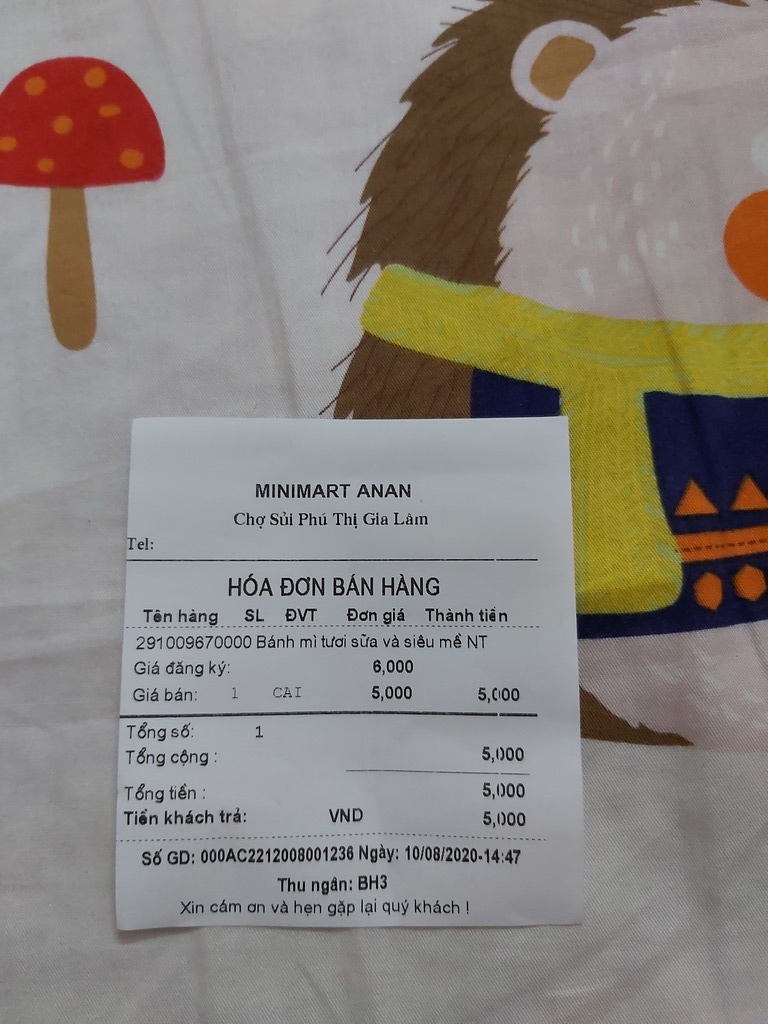 MINIMART ANAN
Chợ Sủi Phú Thị Gia Lâm
Tel:
HÓA ĐƠN BÁN HÀNG
Tên hàng SL ĐVT Đơn giá Thành tiền
291009670000 Bánh mì tươi sữa và siêu mề NT
Giá đăng ký: 6,000
Giá bán: 1 CAI 5,000 5,000
Tổng số: 1
Tổng cộng : 5,000
Tổng tiền : 5,000
Tiền khách trả: VND 5,000
Số GD: 000AC2212008001236 Ngày: 10/08/2020-14:47
Thu ngân: BH3
Xin cám ơn và hẹn gặp lại quý khách !